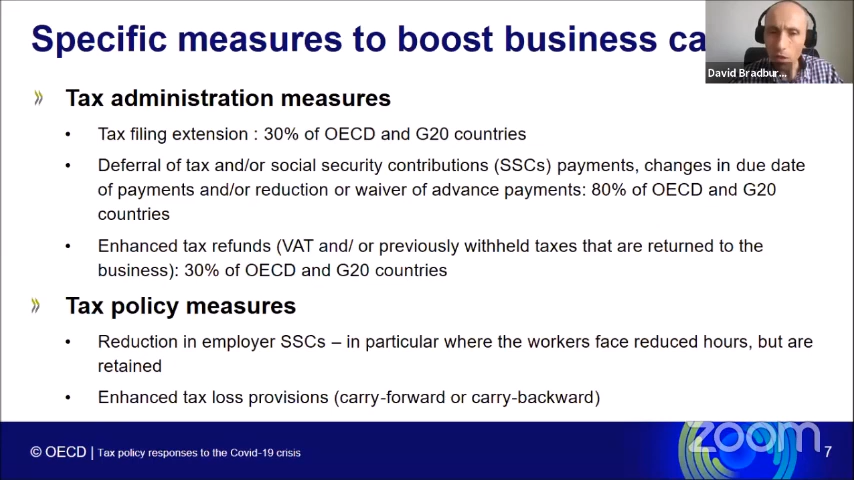 Specific measures to boost business ca
David Bradbur...
Tax administration measures
• Tax filing extension : 30% of OECD and G20 countries
• Deferral of tax and/or social security contributions (SSCs) payments, changes in due date
of payments and/or reduction or waiver of advance payments: 80% of OECD and G20
countries
• Enhanced tax refunds (VAT and/ or previously withheld taxes that are returned to the
business): 30% of OECD and G20 countries
Tax policy measures
• Reduction in employer SSCs – in particular where the workers face reduced hours, but are
retained
• Enhanced tax loss provisions (carry-forward or carry-backward)
© OECD | Tax policy responses to the Covid-19 crisis
zoom
7